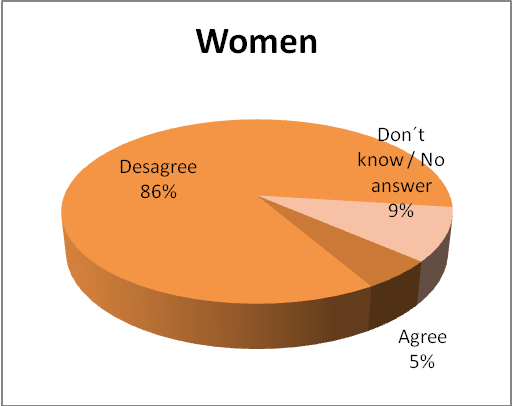 Women
Desagree
86%
Don´t
know / No
answer
9%
Agree
5%